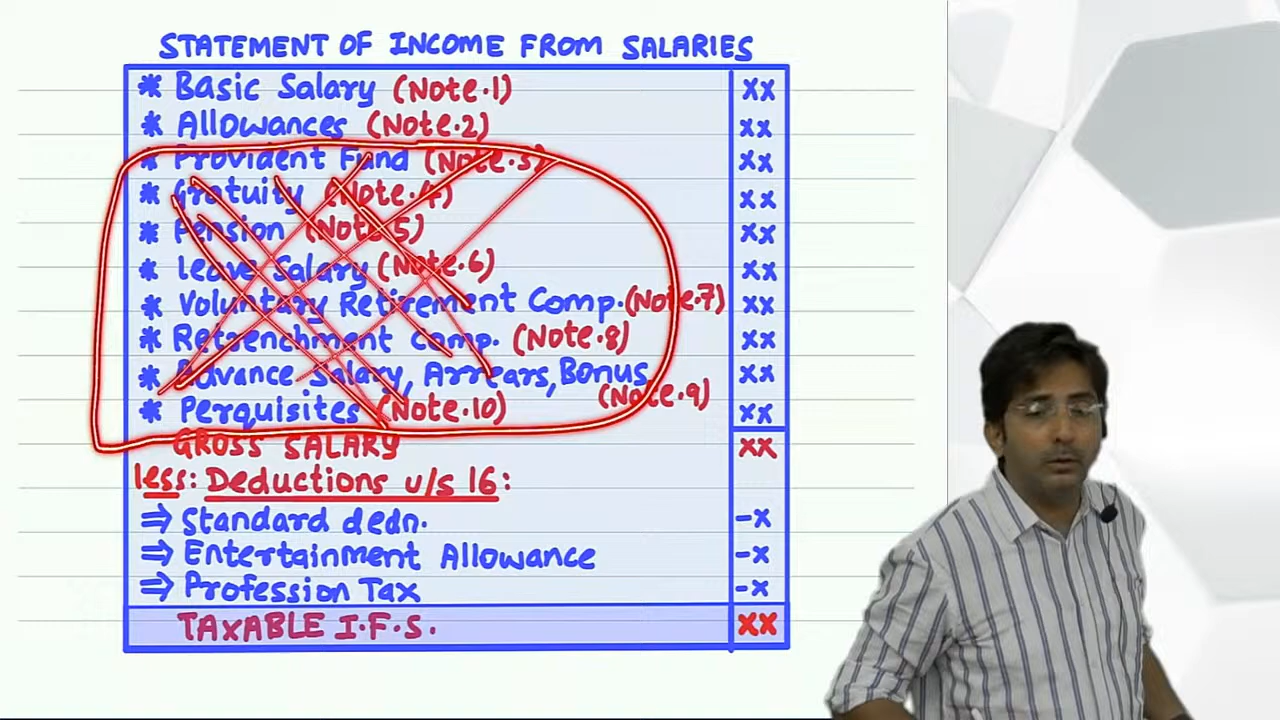 STATEMENT OF INCOME FROM SALARIES
* Basic Salary (Note.1) xx
* Allowances (Note.2) xx
* Provident Fund (Note.3) xx
* Gratuity (Note.4) xx
* Pension (Note.5) xx
* Leave Salary (Note.6) xx
* Voluntary Retirement Comp. (Note.7) xx
* Retrenchment Comp. (Note.8) xx
* Advance Salary, Arrears, Bonus (Note.9) xx
* Perquisites (Note.10) xx
GROSS SALARY xx
less: Deductions u/s 16:
⇒ Standard dedn. -x
⇒ Entertainment Allowance -x
⇒ Profession Tax -x
TAXABLE I.F.S. xx